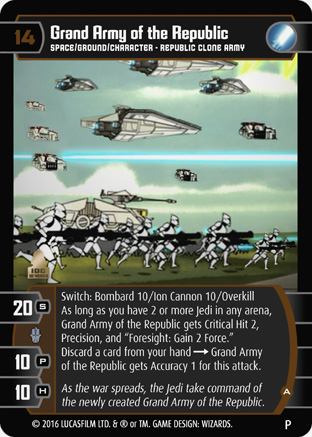 14 Grand Army of the Republic
SPACE/GROUND/CHARACTER • REPUBLIC CLONE ARMY
20 S
10 P
10 H
Switch: Bombard 10/Ion Cannon 10/Overkill
As long as you have 2 or more Jedi in any arena,
Grand Army of the Republic gets Critical Hit 2,
Precision, and “Foresight: Gain 2 Force.”
Discard a card from your hand → Grand Army
of the Republic gets Accuracy 1 for this attack.
As the war spreads, the Jedi take command of
the newly created Grand Army of the Republic.
A
© 2016 LUCASFILM LTD. & ® or TM. GAME DESIGN: WIZARDS.
P